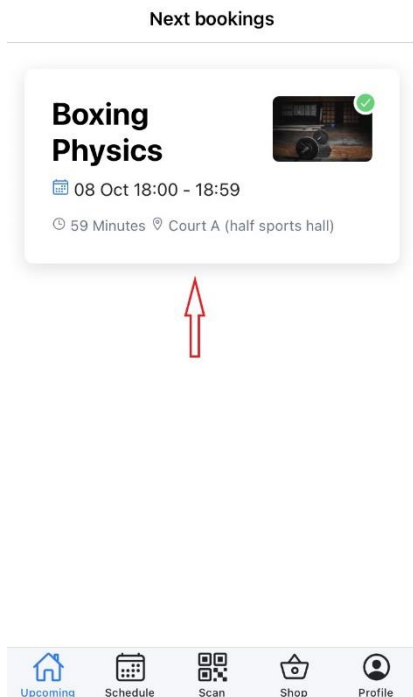 Next bookings
Boxing
Physics
08 Oct 18:00 - 18:59
59 Minutes Court A (half sports hall)
Upcoming Schedule Scan Shop Profile